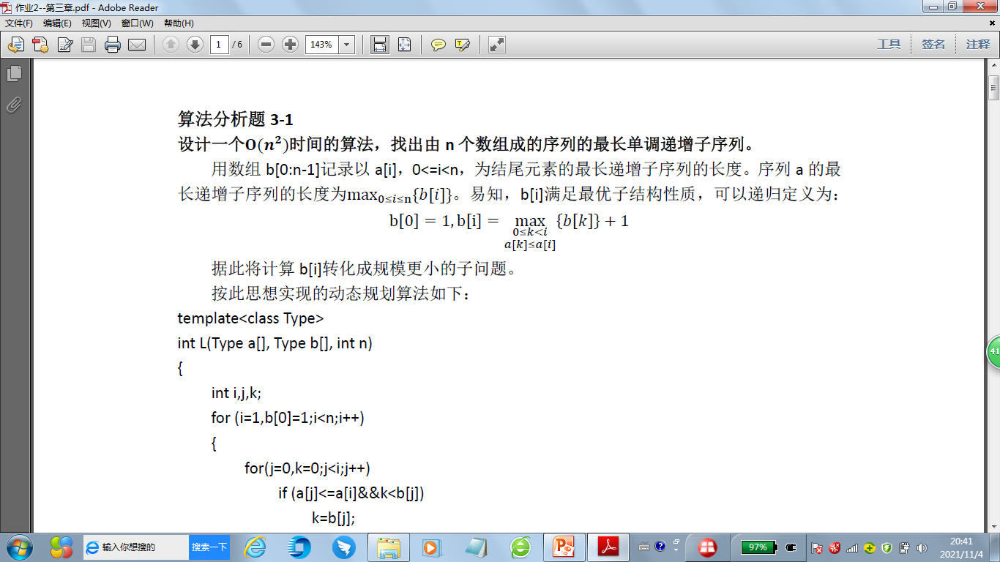 作业2--第三章.pdf - Adobe Reader
文件(F) 编辑(E) 视图(V) 窗口(W) 帮助(H)
1 / 6 143% 工具 签名 注释
算法分析题 3-1
设计一个O(n²)时间的算法，找出由 n 个数组成的序列的最长单调递增子序列。
用数组 b[0:n-1]记录以 a[i]，0<=i<n，为结尾元素的最长递增子序列的长度。序列 a 的最
长递增子序列的长度为max0≤i≤n{b[i]}。易知，b[i]满足最优子结构性质，可以递归定义为：
b[0] = 1, b[i] = max {b[k]} + 1
0≤k<i
a[k]≤a[i]
据此将计算 b[i]转化成规模更小的子问题。
按此思想实现的动态规划算法如下：
template<class Type>
int L(Type a[], Type b[], int n)
{
int i,j,k;
for (i=1,b[0]=1;i<n;i++)
{
for(j=0,k=0;j<i;j++)
if (a[j]<=a[i]&&k<b[j])
k=b[j];
41
输入你想搜的 搜索一下 97% 20:41
2021/11/4